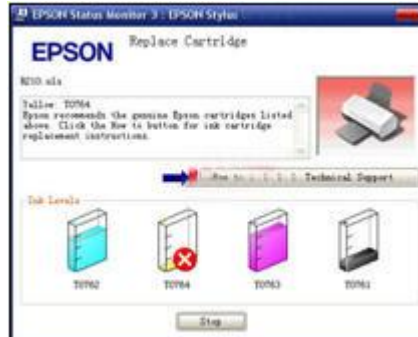 EPSON Status Monitor 3 : EPSON Stylus
EPSON
Replace Cartridge
Yellow: T0764
Epson recommends the genuine Epson cartridges listed
above. Click the How to button for ink cartridge
replacement instructions.
How to
Technical Support
Ink Levels
T0762
T0764
T0763
T0761
Stop